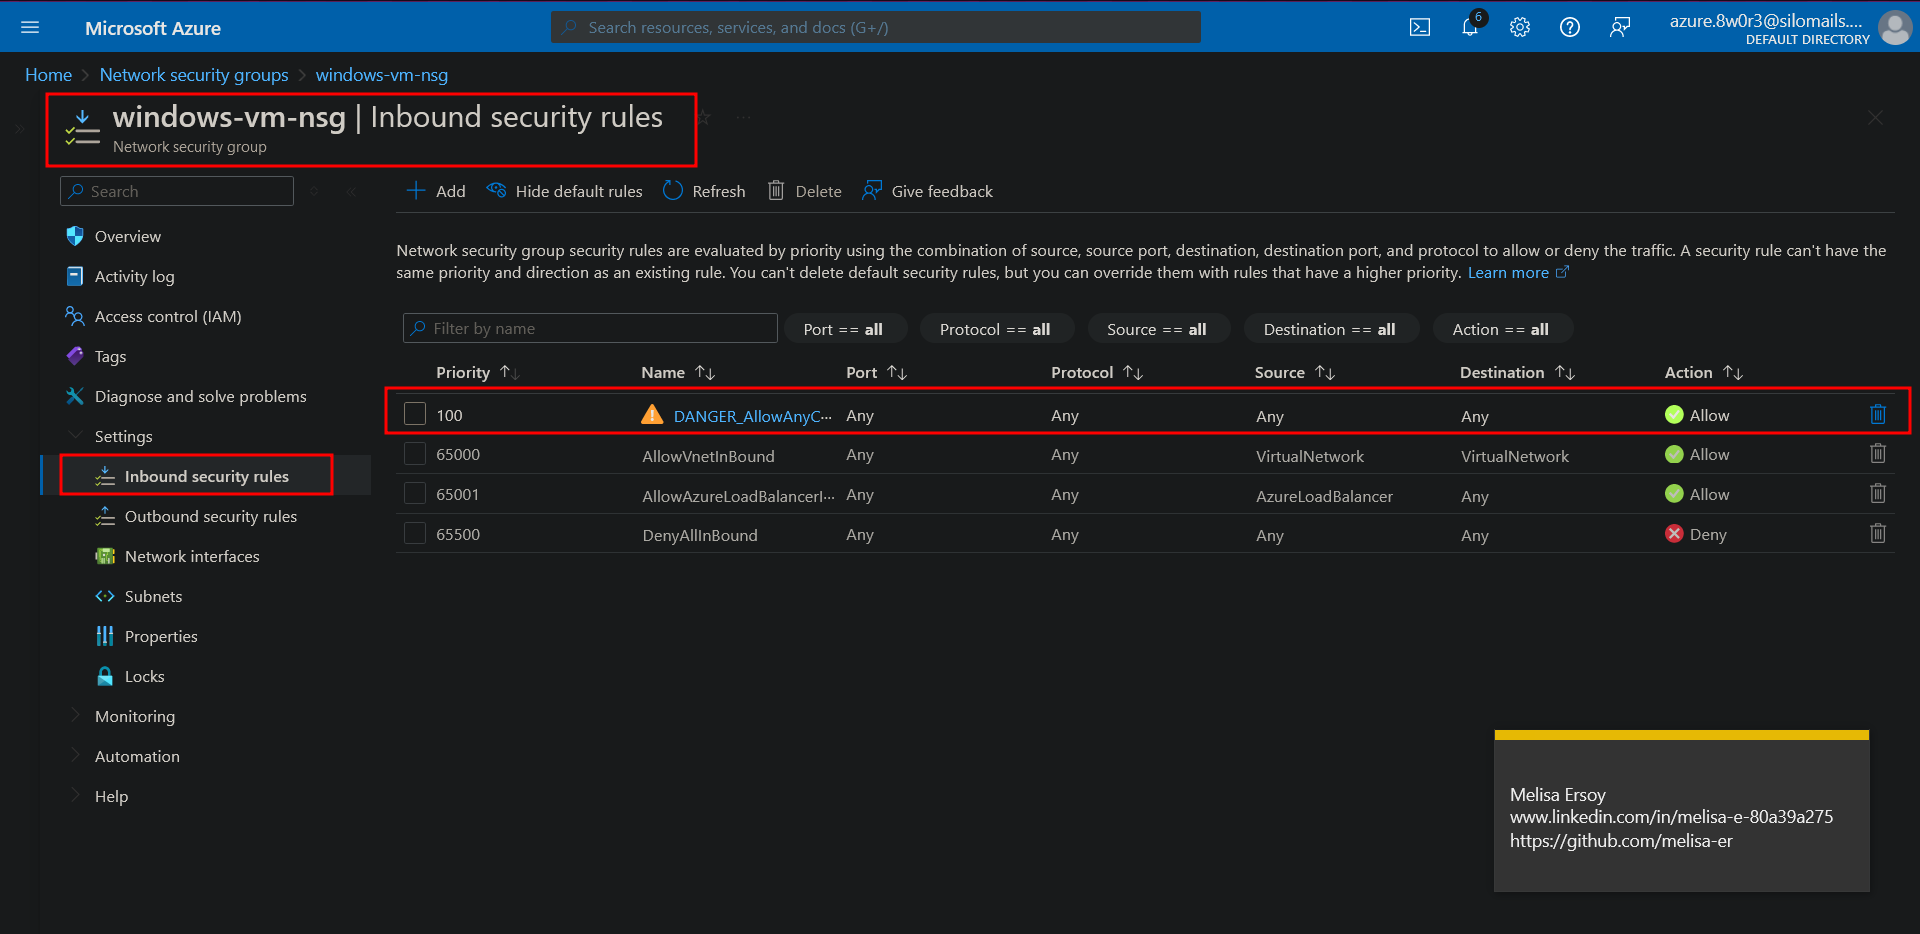 Microsoft Azure
Search resources, services, and docs (G+/)
6
azure.8w0r3@silomails....
DEFAULT DIRECTORY
Home > Network security groups > windows-vm-nsg
windows-vm-nsg | Inbound security rules
Network security group
Search
Add
Hide default rules
Refresh
Delete
Give feedback
Overview
Activity log
Access control (IAM)
Tags
Diagnose and solve problems
Settings
Inbound security rules
Outbound security rules
Network interfaces
Subnets
Properties
Locks
Monitoring
Automation
Help
Network security group security rules are evaluated by priority using the combination of source, source port, destination, destination port, and protocol to allow or deny the traffic. A security rule can't have the
same priority and direction as an existing rule. You can't delete default security rules, but you can override them with rules that have a higher priority. Learn more
Filter by name
Port == all
Protocol == all
Source == all
Destination == all
Action == all
Priority Name Port Protocol Source Destination Action
100 DANGER_AllowAnyC... Any Any Any Any Allow
65000 AllowVnetInBound Any Any VirtualNetwork VirtualNetwork Allow
65001 AllowAzureLoadBalancerI... Any Any AzureLoadBalancer Any Allow
65500 DenyAllInBound Any Any Any Any Deny
Melisa Ersoy
www.linkedin.com/in/melisa-e-80a39a275
https://github.com/melisa-er